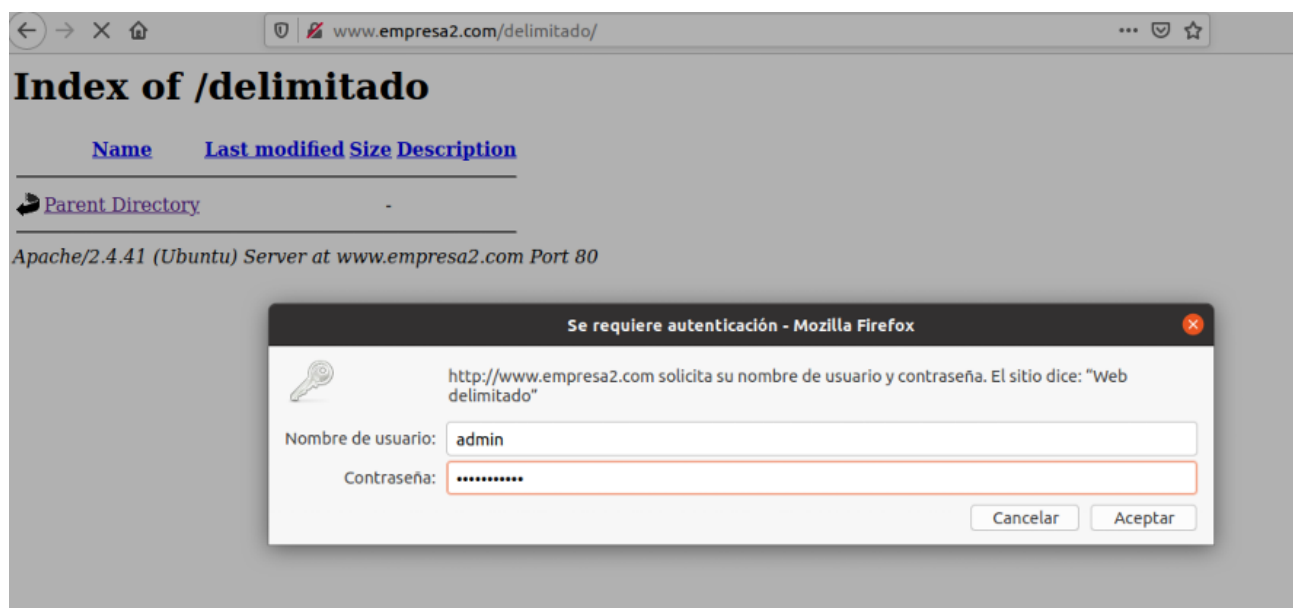 www.empresa2.com/delimitado/
Index of /delimitado
Name Last modified Size Description
Parent Directory -
Apache/2.4.41 (Ubuntu) Server at www.empresa2.com Port 80
Se requiere autenticación - Mozilla Firefox
http://www.empresa2.com solicita su nombre de usuario y contraseña. El sitio dice: “Web
delimitado”
Nombre de usuario: admin
Contraseña: •••••••••••
Cancelar Aceptar